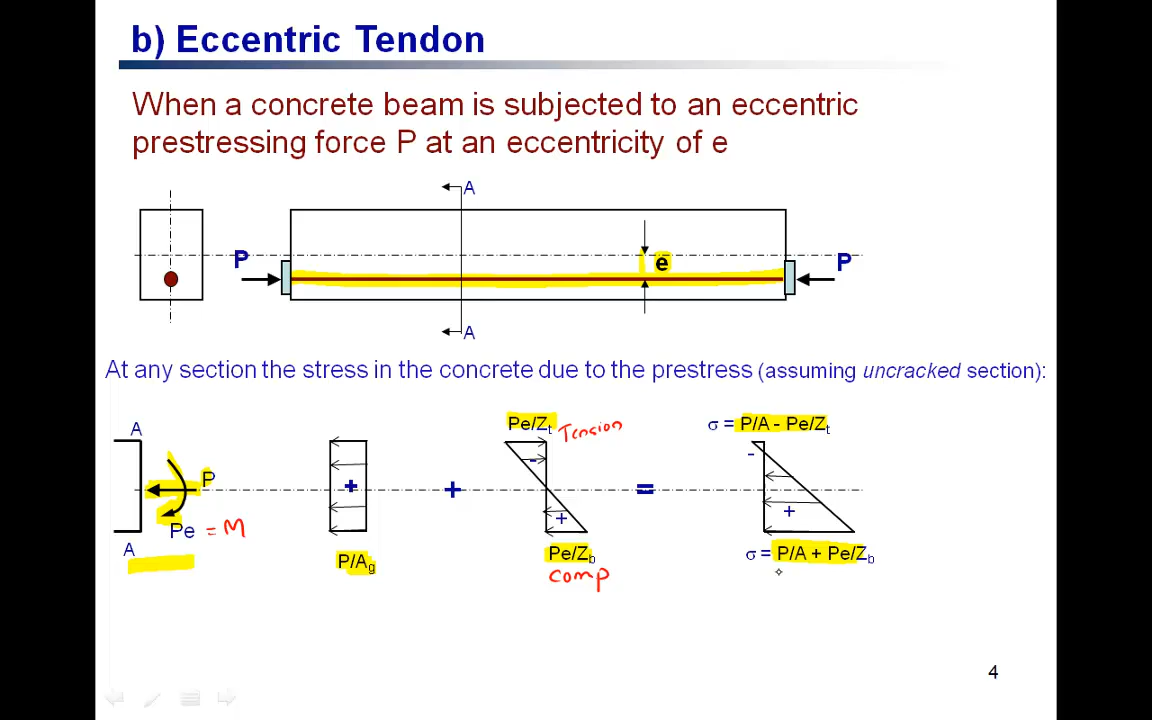 b) Eccentric Tendon
When a concrete beam is subjected to an eccentric
prestressing force P at an eccentricity of e
A
P
e
P
A
At any section the stress in the concrete due to the prestress (assuming uncracked section):
A
P
Pe = M
A
+
P/Ag
+
Pe/Zt Tension
-
+
Pe/Zb
comp
=
σ = P/A - Pe/Zt
-
+
σ = P/A + Pe/Zb
4